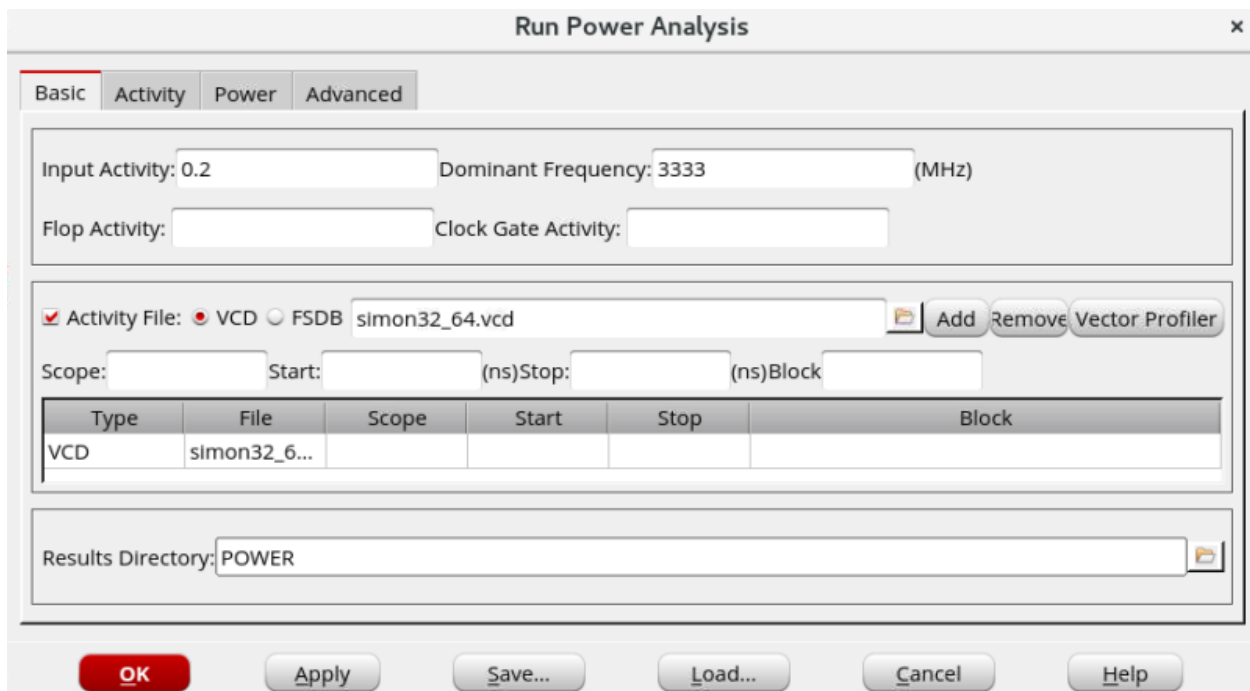 Run Power Analysis ×
Basic Activity Power Advanced
Input Activity: 0.2 Dominant Frequency: 3333 (MHz)
Flop Activity: Clock Gate Activity:
Activity File: VCD FSDB simon32_64.vcd Add Remove Vector Profiler
Scope: Start: (ns)Stop: (ns)Block
Type File Scope Start Stop Block
VCD simon32_6...
Results Directory: POWER
OK Apply Save... Load... Cancel Help